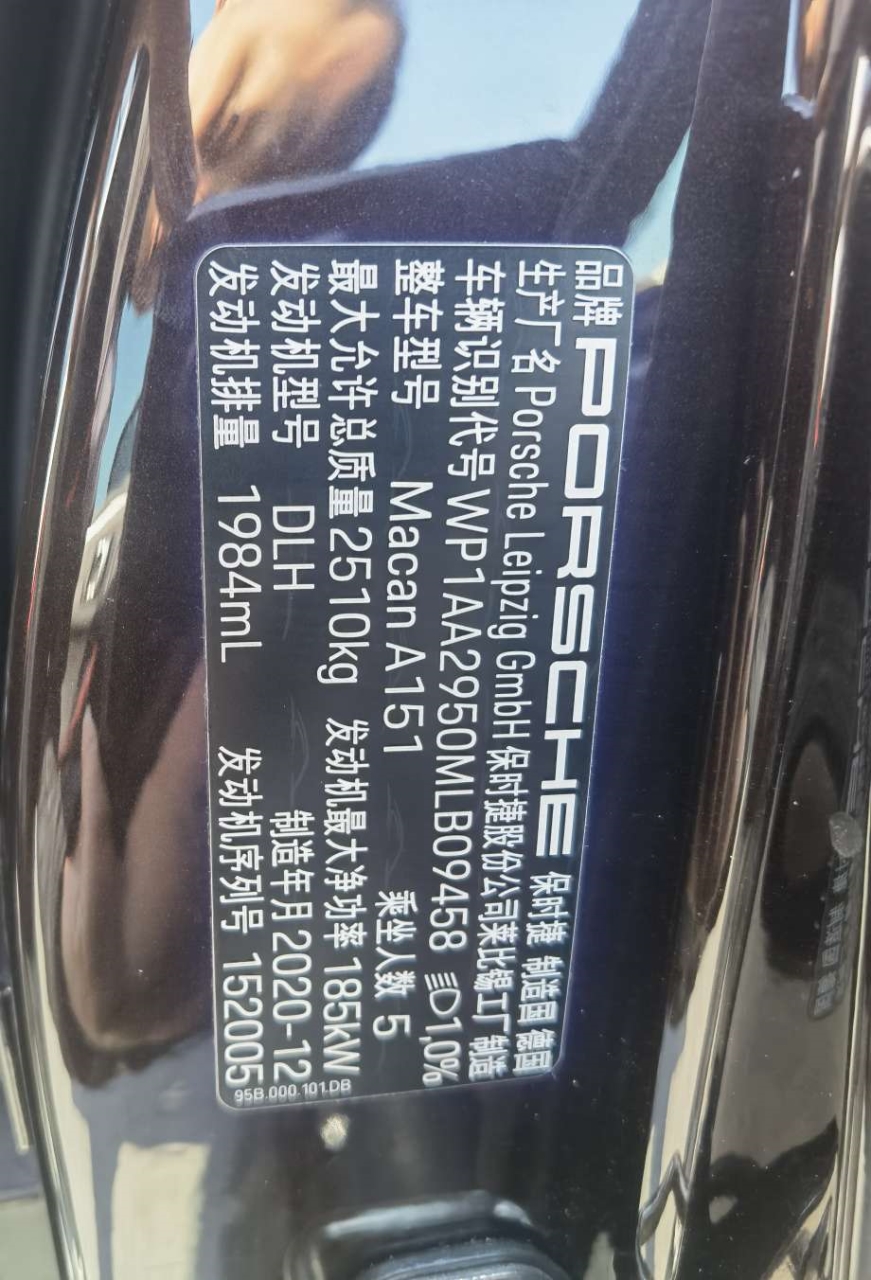 品牌 PORSCHE 保时捷 制造国 德国
生产厂名 Porsche Leipzig GmbH 保时捷股份公司莱比锡工厂 制造
车辆识别代号 WP1AA2950MLB09458 1,0%
整车型号 Macan A151 乘坐人数 5
最大允许总质量 2510kg 发动机最大净功率 185kW
发动机型号 DLH 制造年月 2020-12
发动机排量 1984mL 发动机序列号 152005
95B.000.101.DB